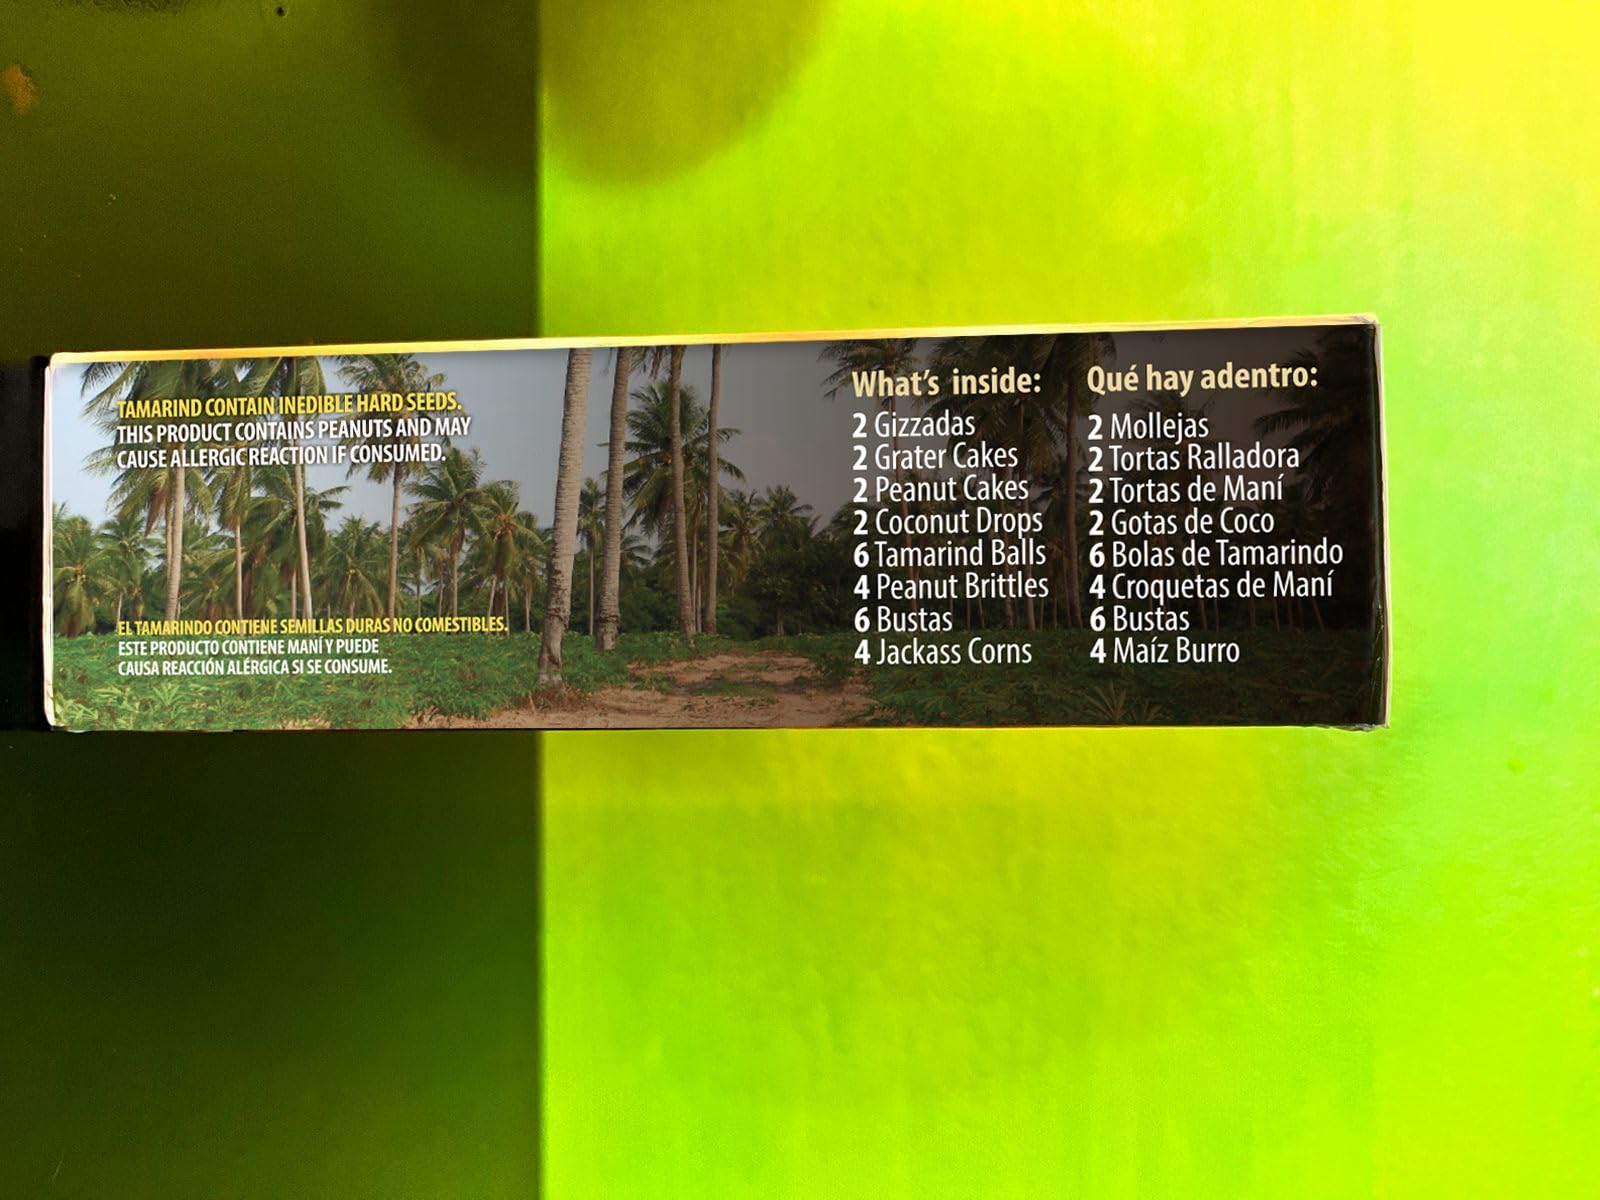 TAMARIND CONTAIN INEDIBLE HARD SEEDS.
THIS PRODUCT CONTAINS PEANUTS AND MAY
CAUSE ALLERGIC REACTION IF CONSUMED.
EL TAMARINDO CONTIENE SEMILLAS DURAS NO COMESTIBLES.
ESTE PRODUCTO CONTIENE MANÍ Y PUEDE
CAUSA REACCIÓN ALÉRGICA SI SE CONSUME.
What's inside:
2 Gizzadas
2 Grater Cakes
2 Peanut Cakes
2 Coconut Drops
6 Tamarind Balls
4 Peanut Brittles
6 Bustas
4 Jackass Corns
Qué hay adentro:
2 Mollejas
2 Tortas Ralladora
2 Tortas de Maní
2 Gotas de Coco
6 Bolas de Tamarindo
4 Croquetas de Maní
6 Bustas
4 Maíz Burro